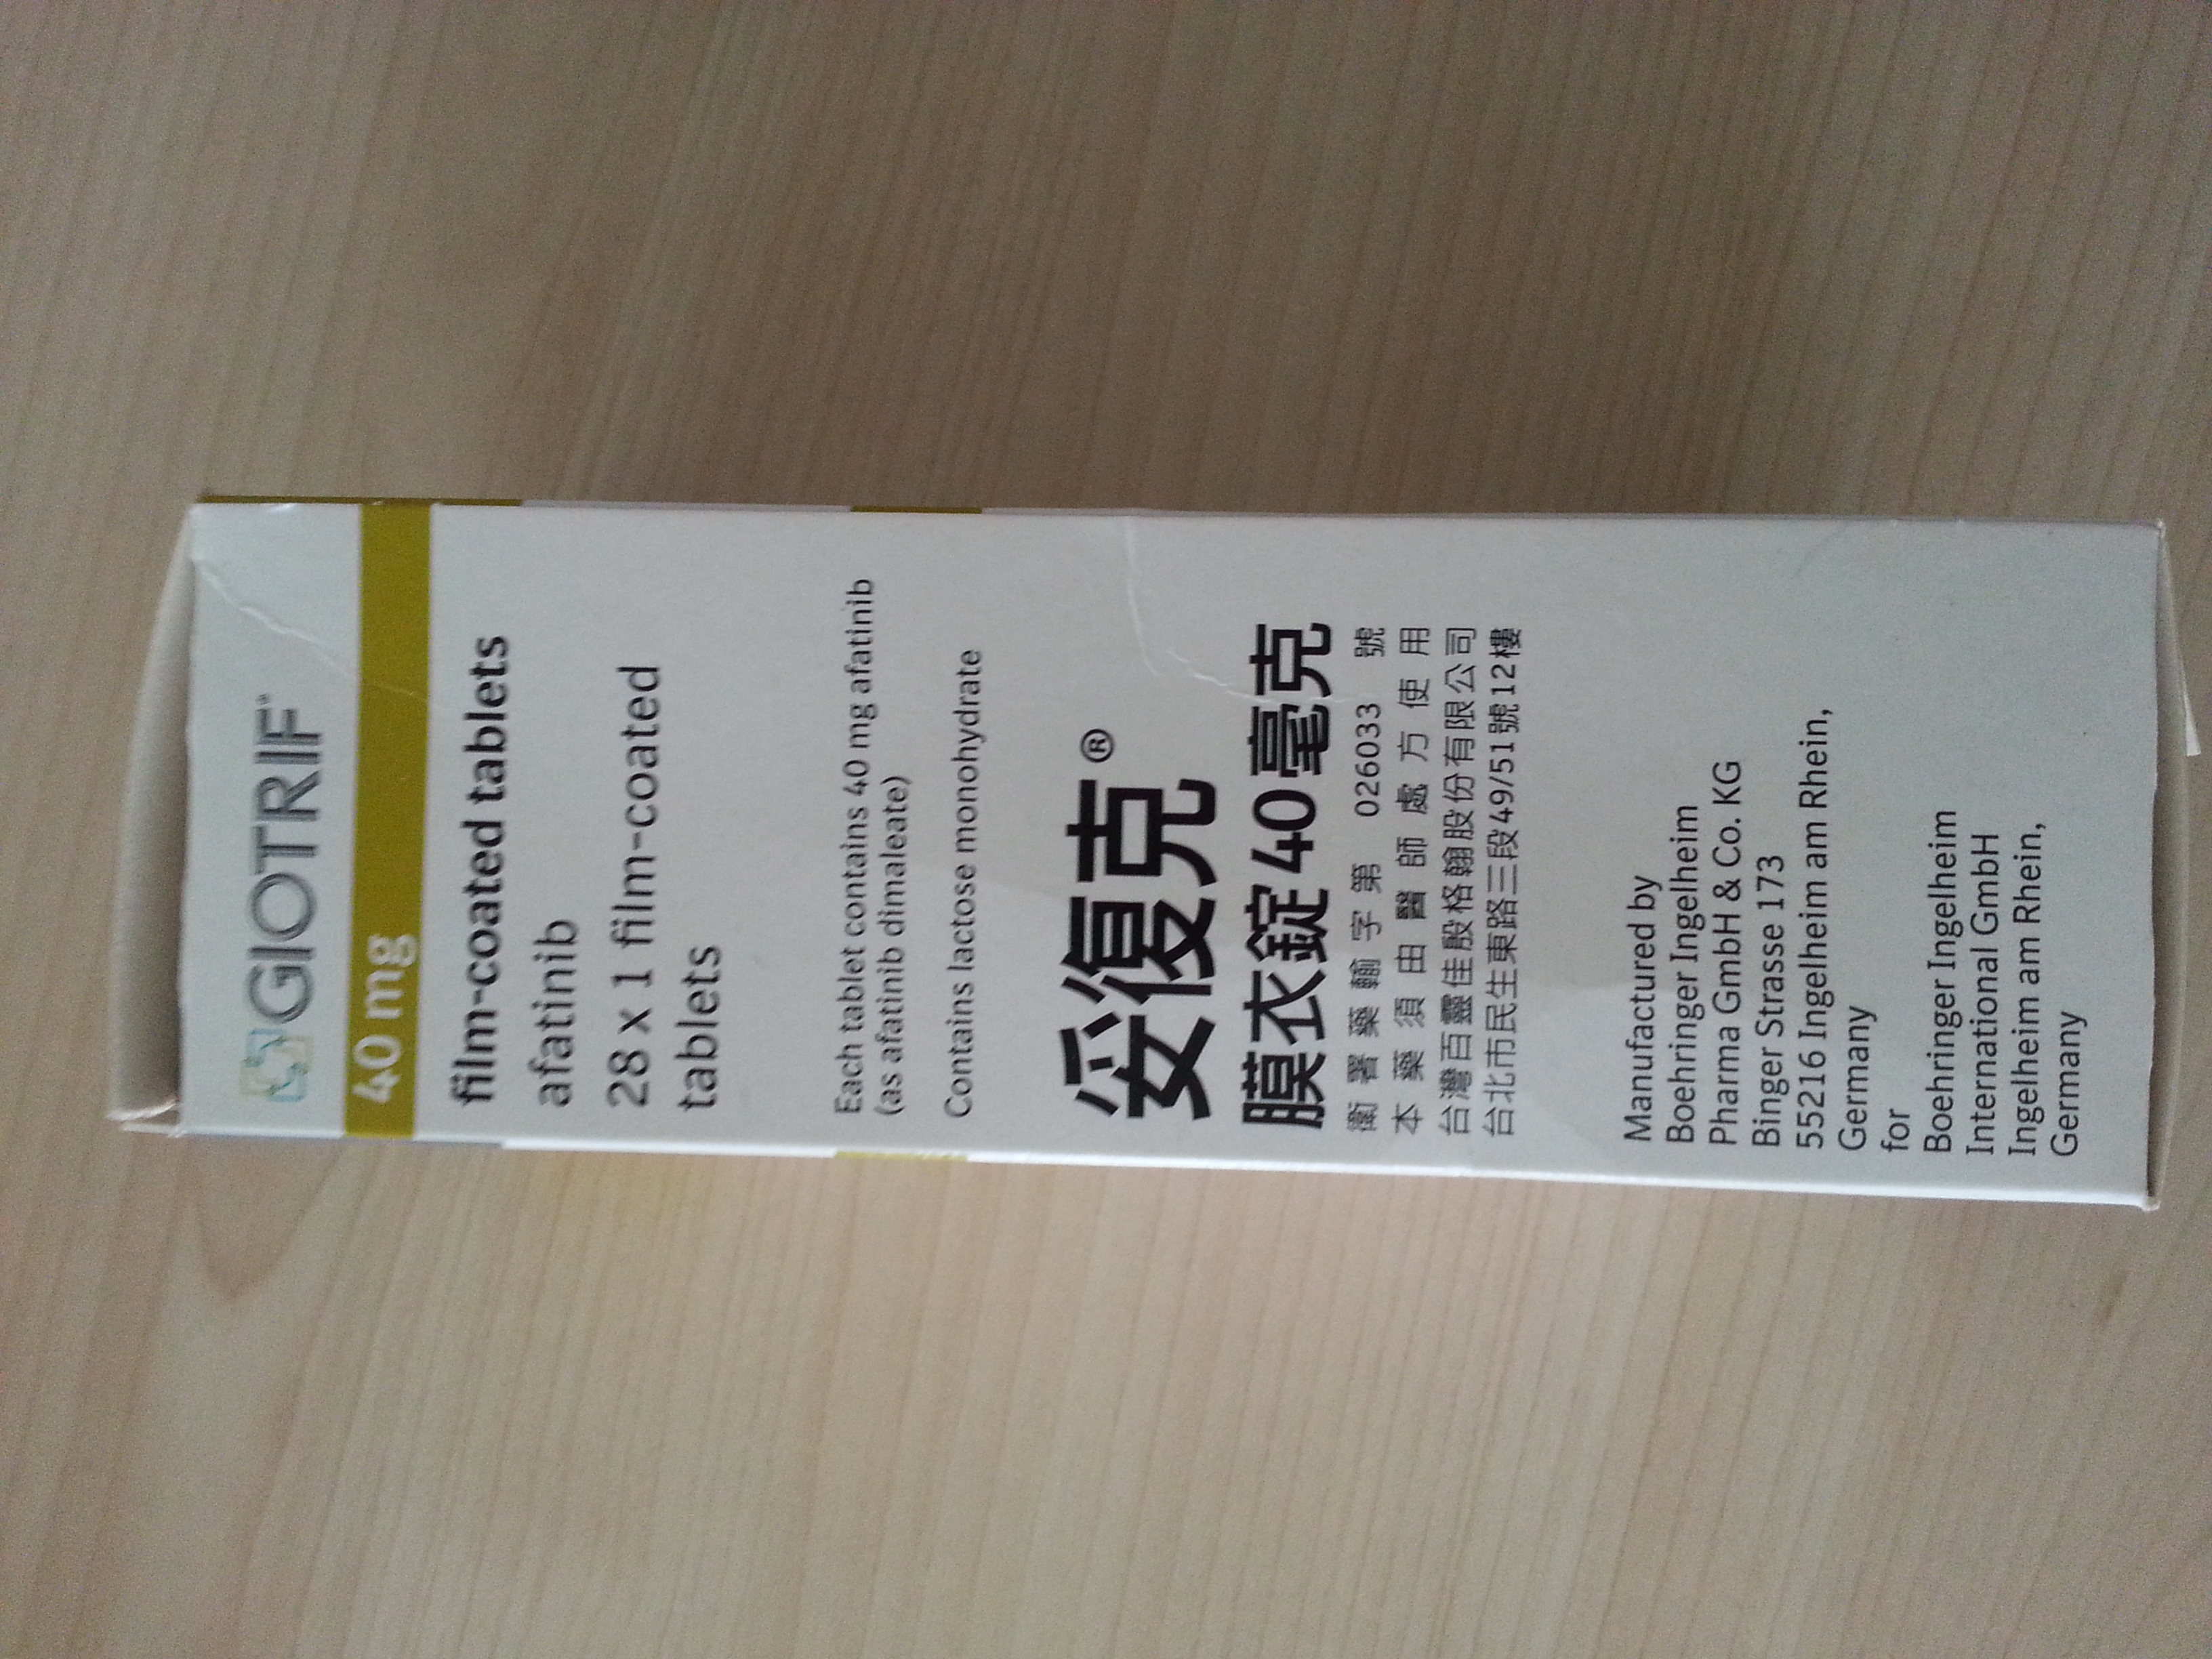 GIOTRIF®
40 mg
film-coated tablets
afatinib
28 x 1 film-coated
tablets
Each tablet contains 40 mg afatinib
(as afatinib dimaleate)
Contains lactose monohydrate
妥復克®
膜衣錠40毫克
衛署藥輸字第 026033 號
本藥須由醫師處方使用
台灣百靈佳殷格翰股份有限公司
台北市民生東路三段49/51號12樓
Manufactured by
Boehringer Ingelheim
Pharma GmbH & Co. KG
Binger Strasse 173
55216 Ingelheim am Rhein,
Germany
for
Boehringer Ingelheim
International GmbH
Ingelheim am Rhein,
Germany